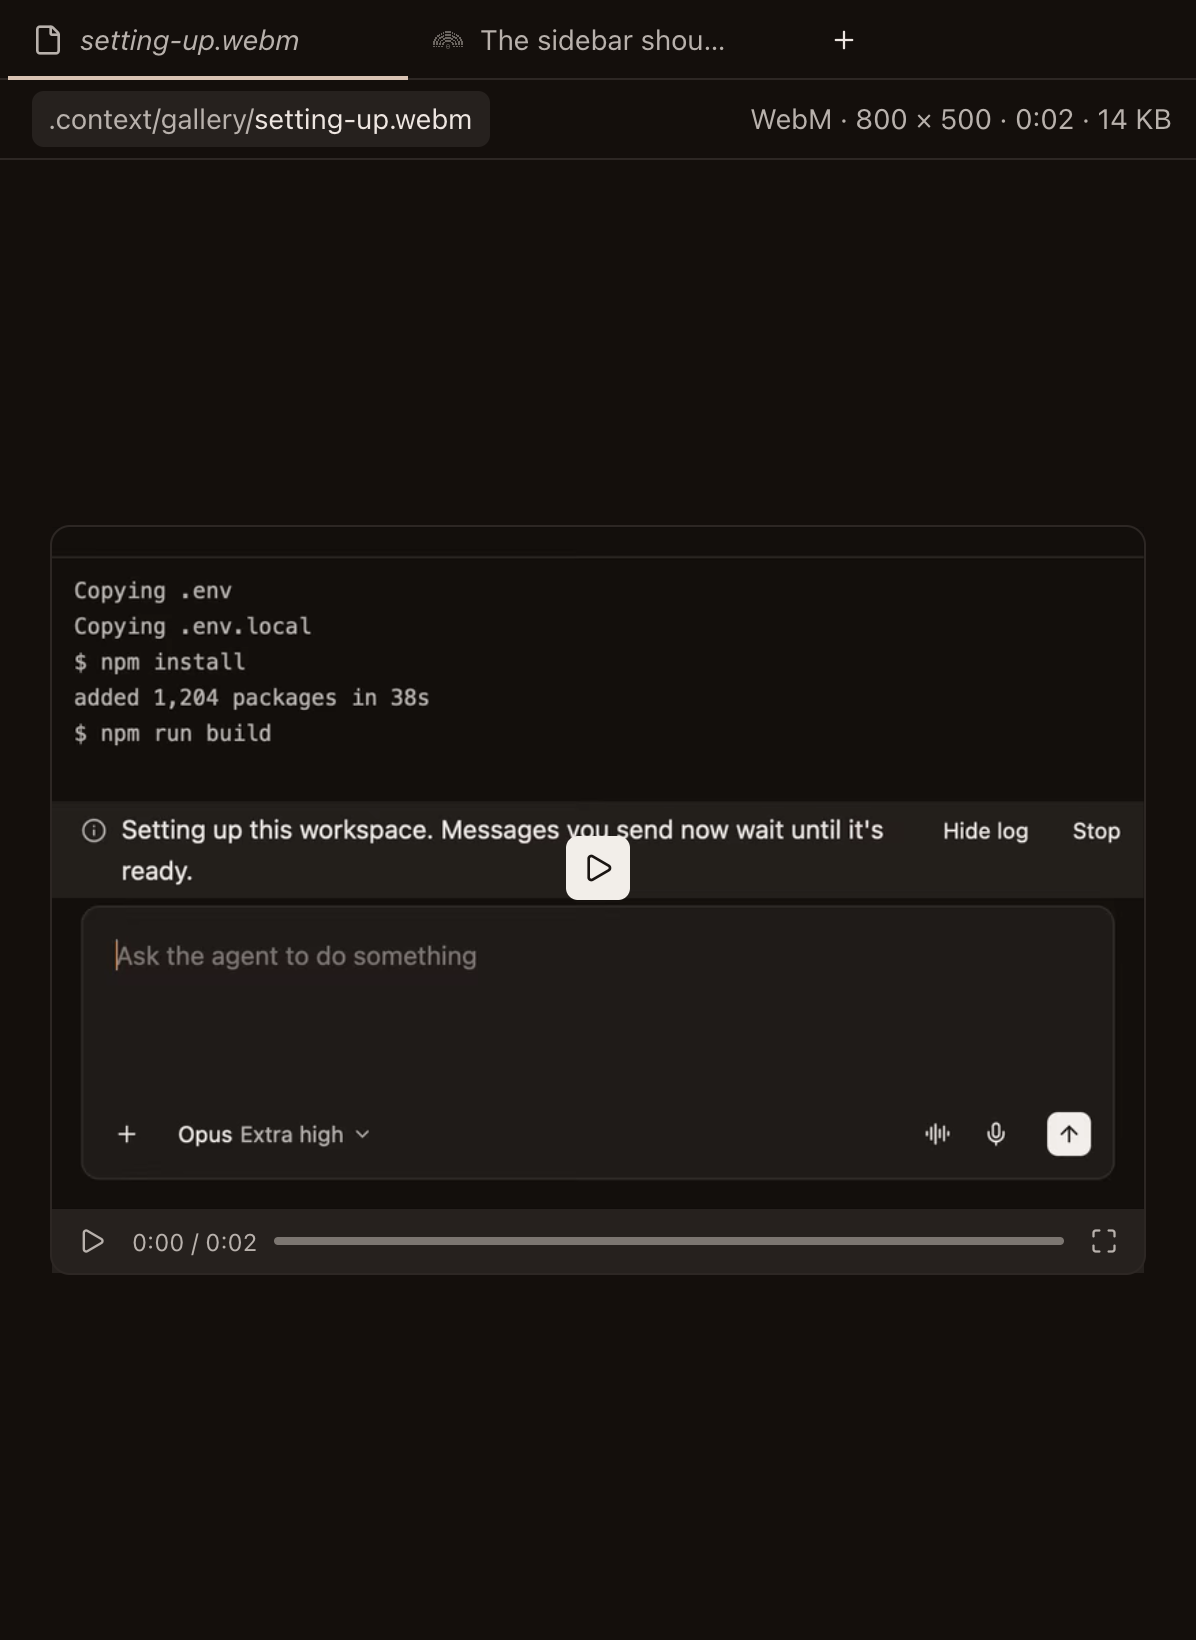 setting-up.webm
The sidebar shou...
.context/gallery/setting-up.webm
WebM · 800 × 500 · 0:02 · 14 KB
Copying .env
Copying .env.local
$ npm install
added 1,204 packages in 38s
$ npm run build
Setting up this workspace. Messages you send now wait until it's
ready.
Hide log
Stop
Ask the agent to do something
Opus Extra high
0:00 / 0:02